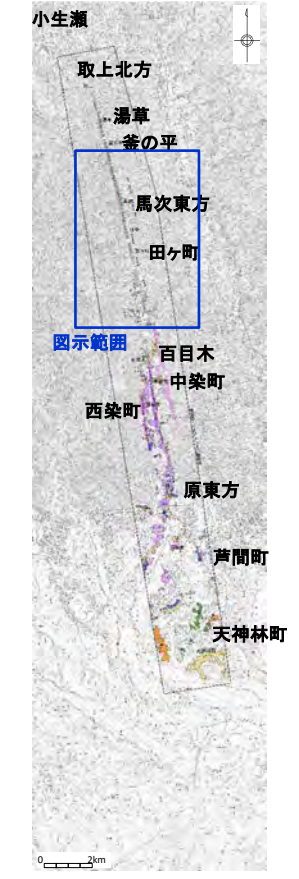 小生瀬
取上北方
湯草
釜の平
馬次東方
田ヶ町
図示範囲
百目木
中染町
西染町
原東方
芦間町
天神林町
0 2km